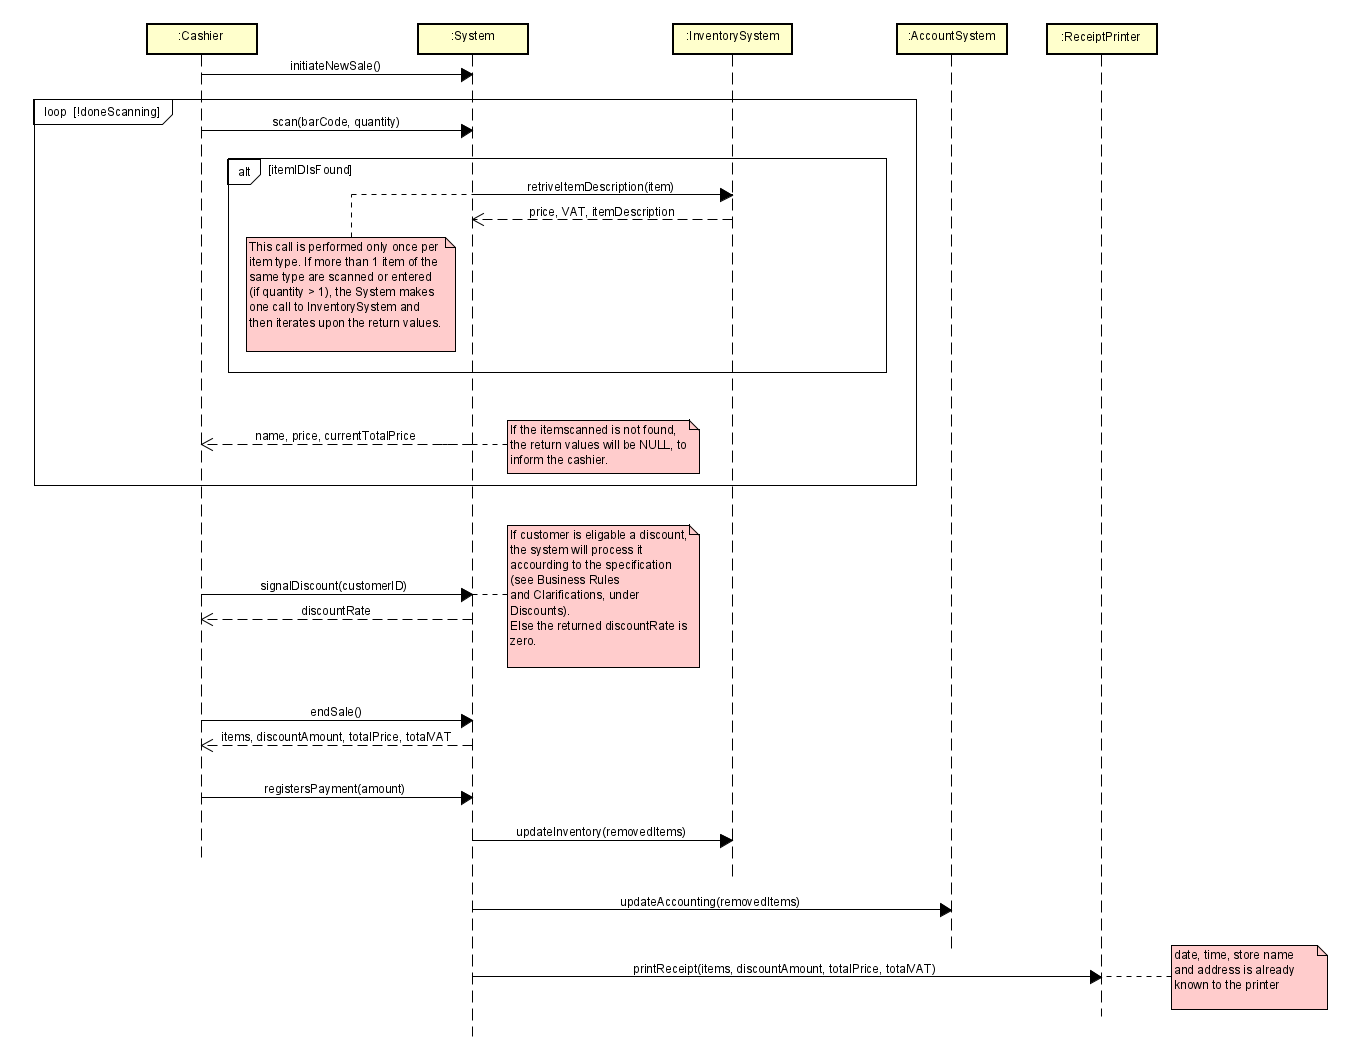 :Cashier
:System
:InventorySystem
:AccountSystem
:ReceiptPrinter
initiateNewSale()
loop [!doneScanning]
scan(barCode, quantity)
alt [itemIDIsFound]
retriveItemDescription(item)
price, VAT, itemDescription
This call is performed only once per
item type. If more than 1 item of the
same type are scanned or entered
(if quantity > 1), the System makes
one call to InventorySystem and
then iterates upon the return values.
name, price, currentTotalPrice
If the itemscanned is not found,
the return values will be NULL, to
inform the cashier.
If customer is eligable a discount,
the system will process it
accourding to the specification
(see Business Rules
and Clarifications, under
Discounts).
Else the returned discountRate is
zero.
signalDiscount(customerID)
discountRate
endSale()
items, discountAmount, totalPrice, totalVAT
registersPayment(amount)
updateInventory(removedItems)
updateAccounting(removedItems)
printReceipt(items, discountAmount, totalPrice, totalVAT)
date, time, store name
and address is already
known to the printer